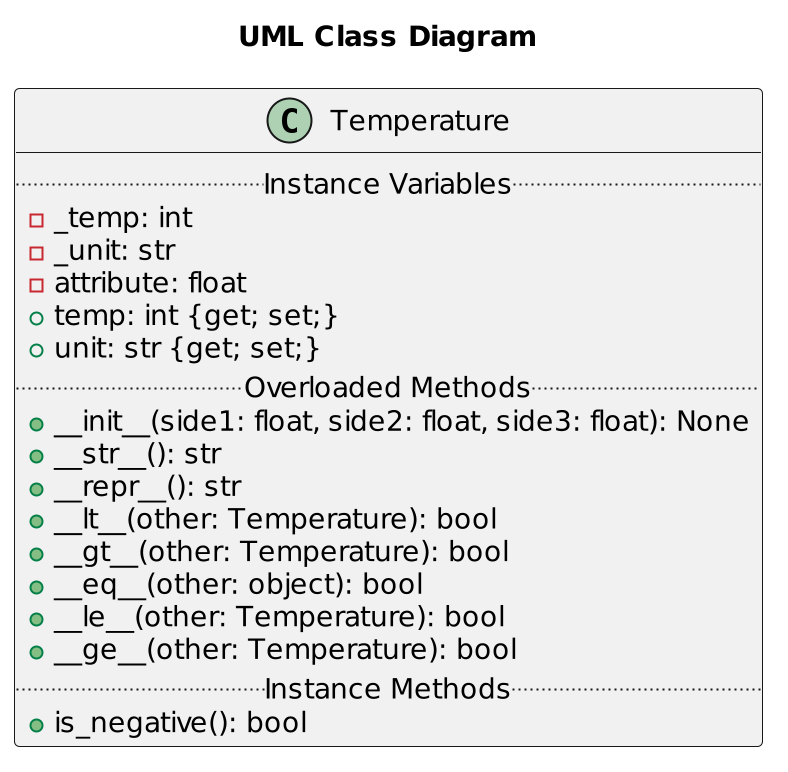 UML Class Diagram
C Temperature
Instance Variables
_temp: int
_unit: str
attribute: float
temp: int {get; set;}
unit: str {get; set;}
Overloaded Methods
__init__(side1: float, side2: float, side3: float): None
__str__(): str
__repr__(): str
__lt__(other: Temperature): bool
__gt__(other: Temperature): bool
__eq__(other: object): bool
__le__(other: Temperature): bool
__ge__(other: Temperature): bool
Instance Methods
is_negative(): bool